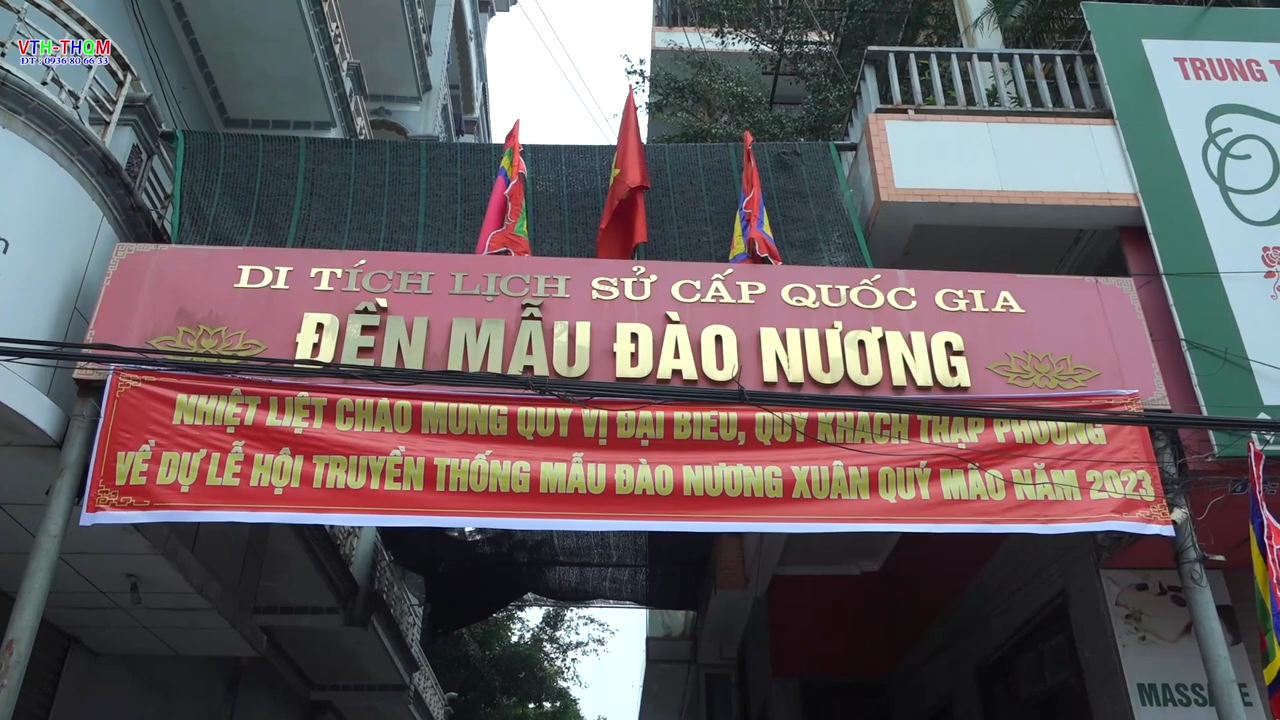 VTH-THOM
ĐT: 0936 80 66 33
TRUNG
DI TÍCH LỊCH SỬ CẤP QUỐC GIA
ĐỀN MẪU ĐÀO NƯƠNG
NHIỆT LIỆT CHÀO MỪNG QUÝ VỊ ĐẠI BIỂU, QUÝ KHÁCH THẬP PHƯƠNG
VỀ DỰ LỄ HỘI TRUYỀN THỐNG MẪU ĐÀO NƯƠNG XUÂN QUÝ MÃO NĂM 2023
MASSAGE